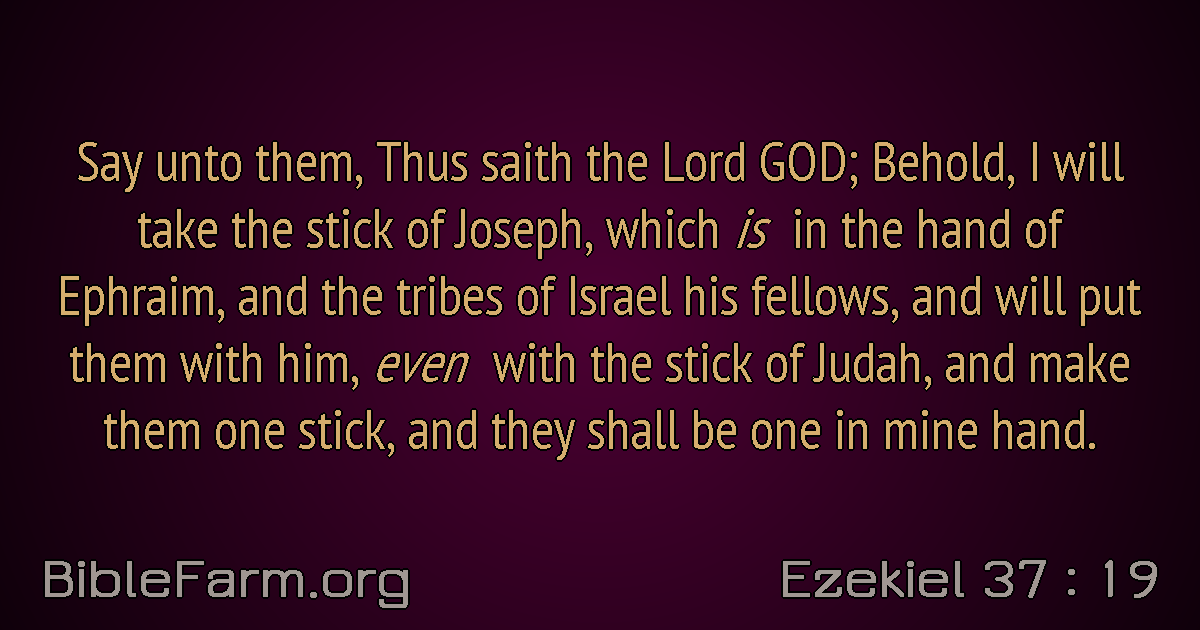 Say unto them, Thus saith the Lord GOD; Behold, I will
take the stick of Joseph, which is in the hand of
Ephraim, and the tribes of Israel his fellows, and will put
them with him, even with the stick of Judah, and make
them one stick, and they shall be one in mine hand.
BibleFarm.org
Ezekiel 37 : 19